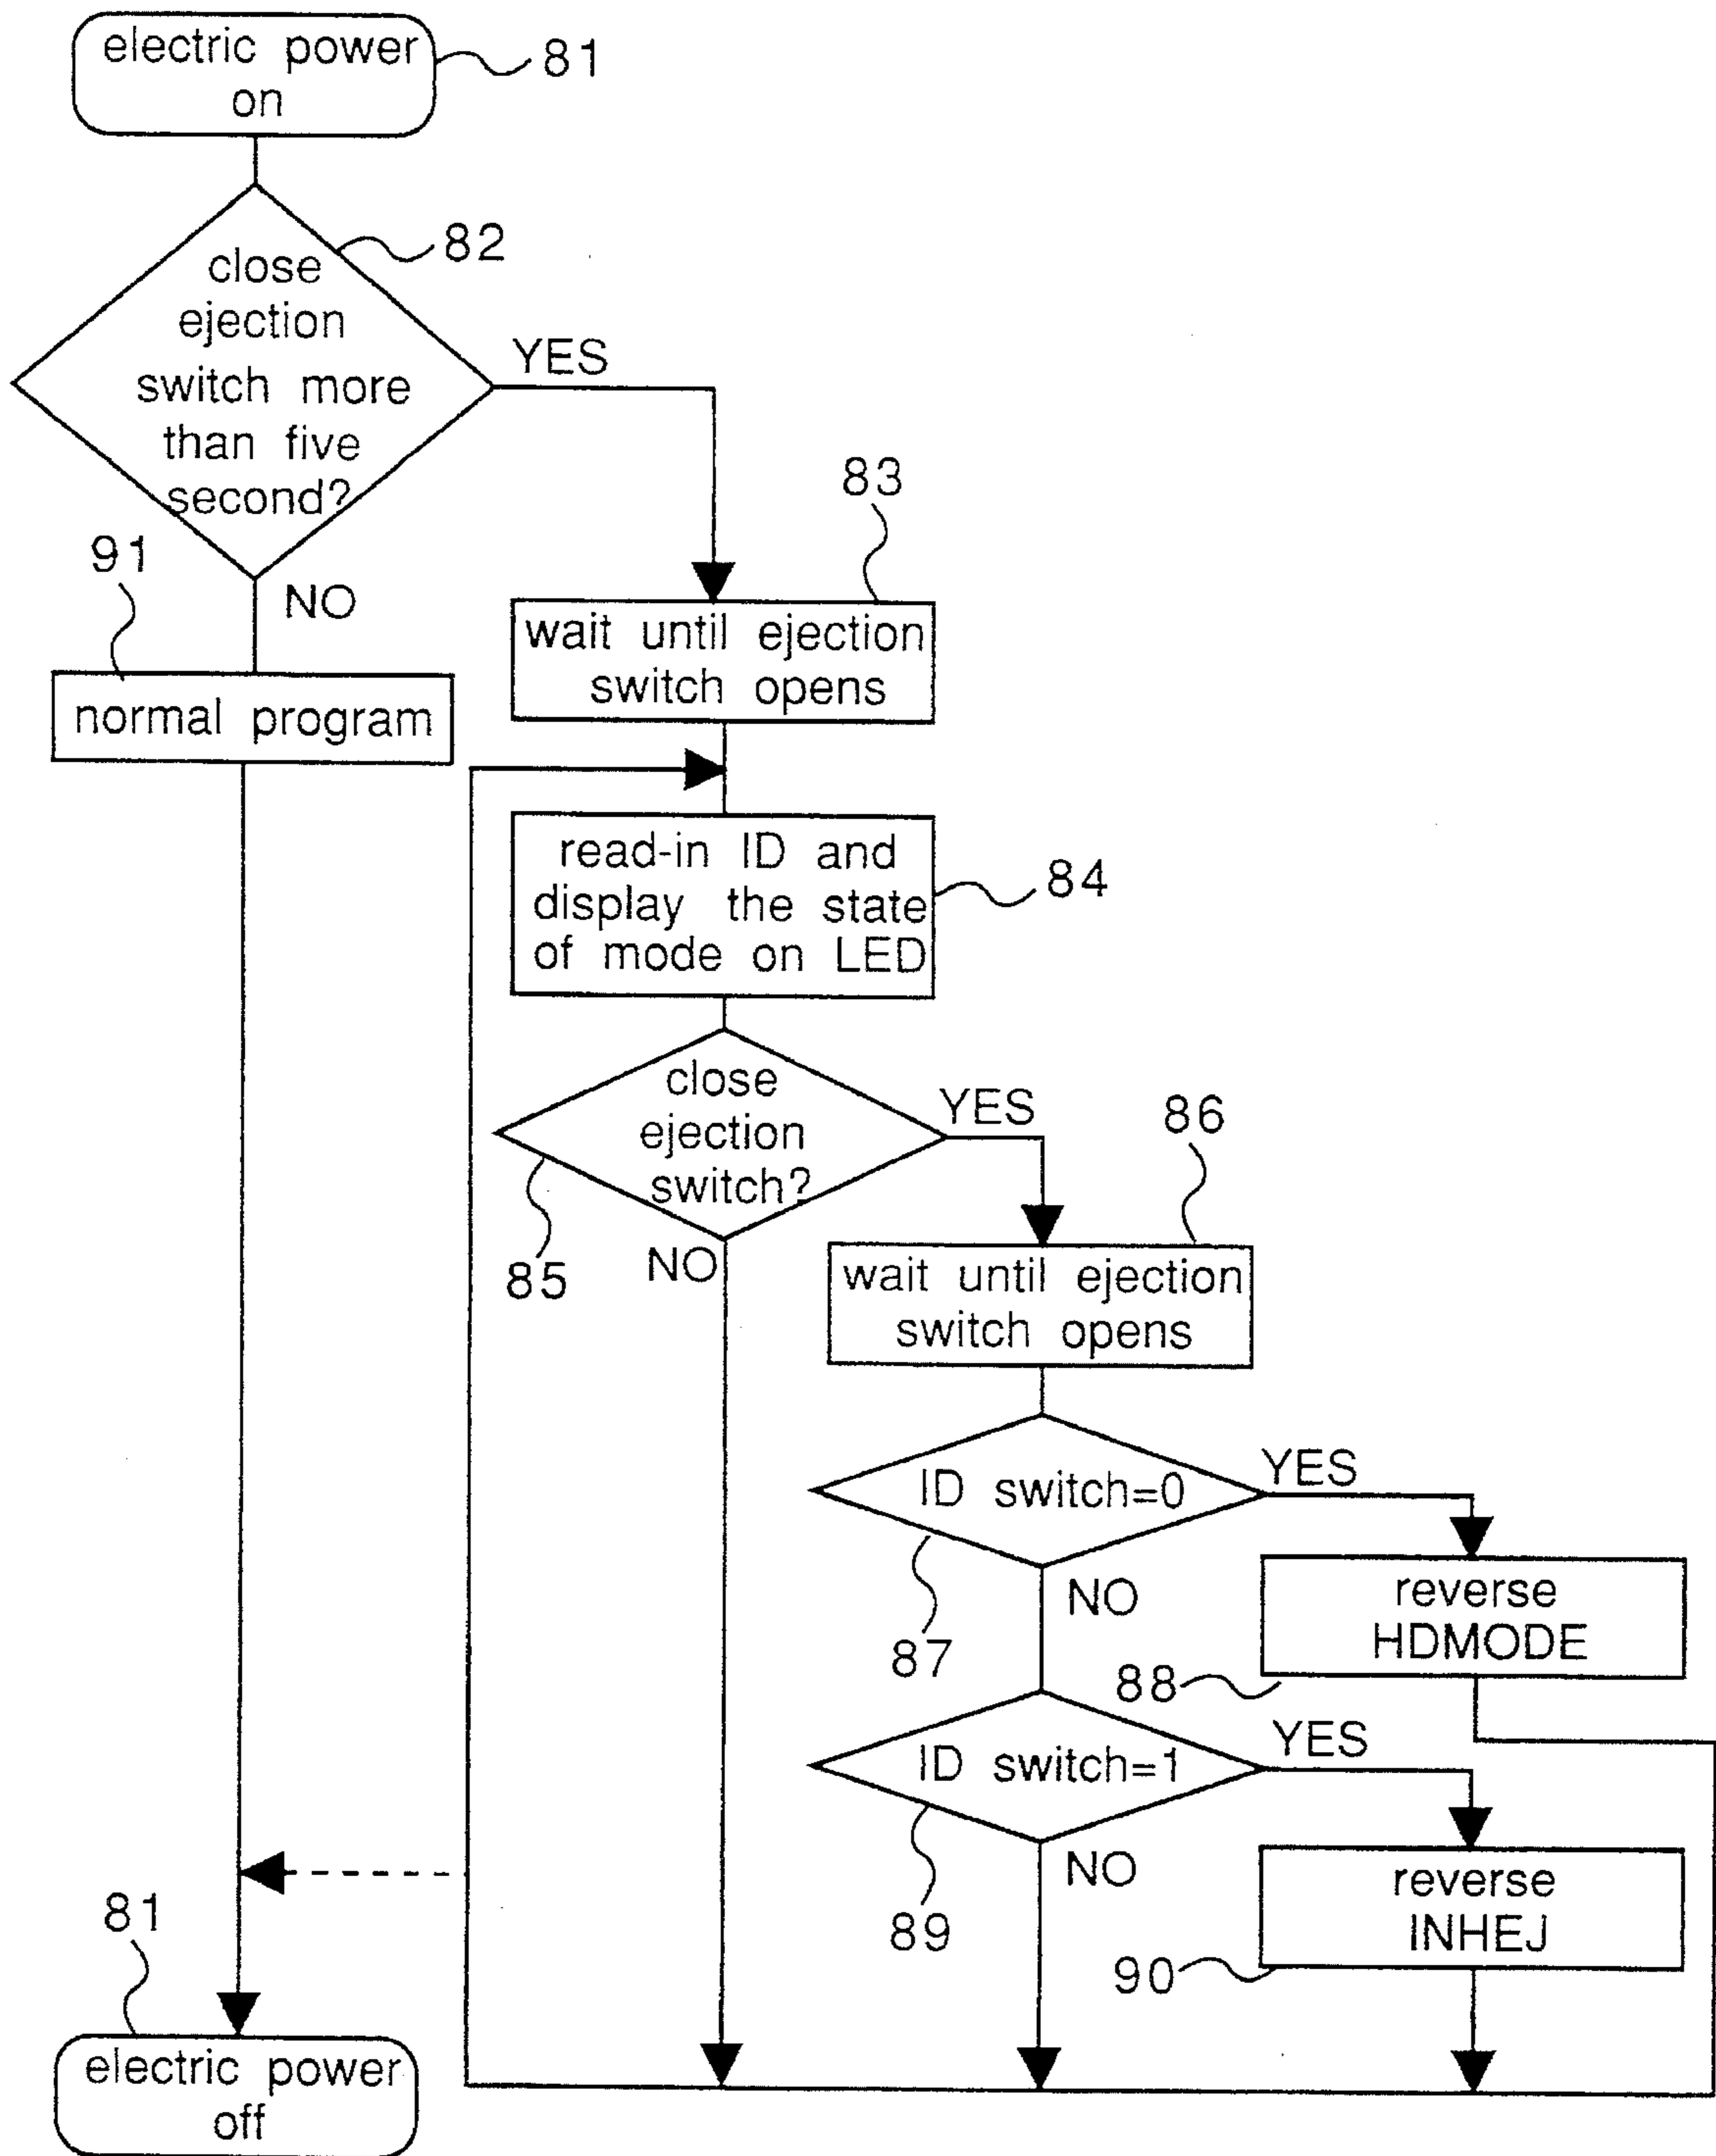 electric power
on
81
82
close
ejection
switch more
than five
second?
YES
NO
91
normal program
83
wait until ejection
switch opens
read-in ID and
display the state
of mode on LED
84
close
ejection
switch?
YES
NO
85
86
wait until ejection
switch opens
ID switch=0
YES
NO
87
reverse
HDMODE
88
ID switch=1
YES
NO
89
reverse
INHEJ
90
81
electric power
off